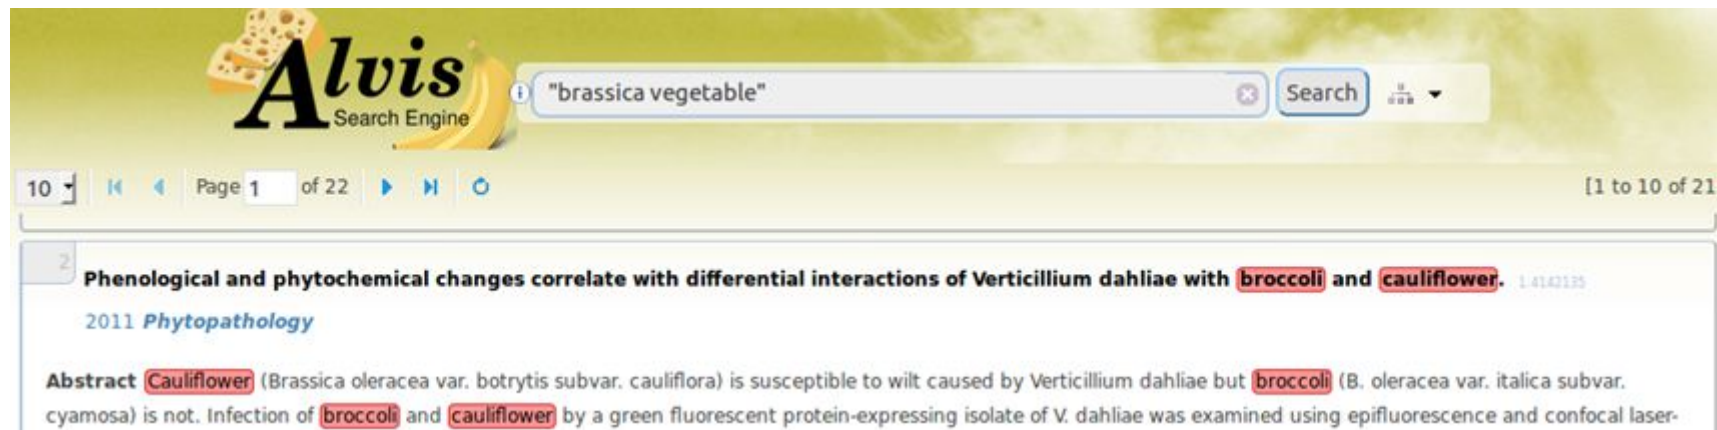 Alvis
Search Engine
"brassica vegetable"
Search
10
Page 1 of 22
[1 to 10 of 21
2
Phenological and phytochemical changes correlate with differential interactions of Verticillium dahliae with broccoli and cauliflower. 1.4142135
2011 Phytopathology
Abstract Cauliflower (Brassica oleracea var. botrytis subvar. cauliflora) is susceptible to wilt caused by Verticillium dahliae but broccoli (B. oleracea var. italica subvar.
cyamosa) is not. Infection of broccoli and cauliflower by a green fluorescent protein-expressing isolate of V. dahliae was examined using epifluorescence and confocal laser-